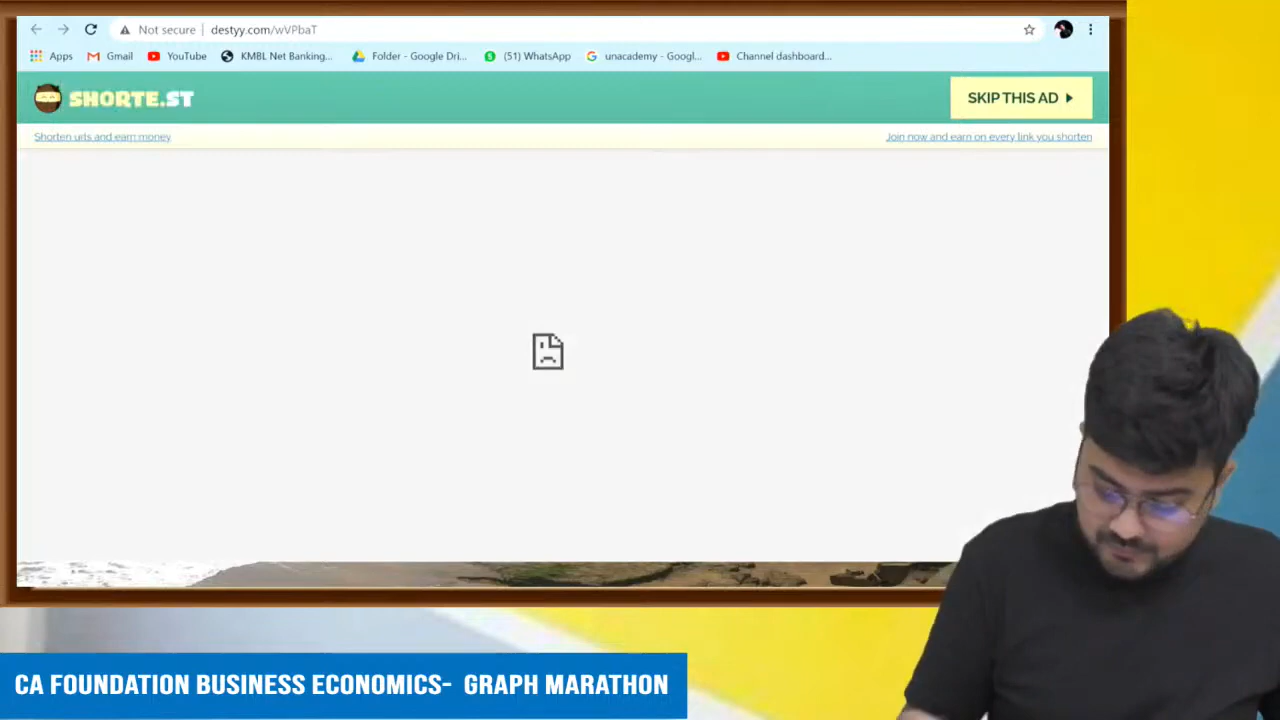 Not secure
destyy.com/wVPbaT
Apps
Gmail
YouTube
KMBL Net Banking...
Folder - Google Dri...
(51) WhatsApp
unacademy - Googl...
Channel dashboard...
SHORTE.ST
SKIP THIS AD
Shorten urls and earn money
Join now and earn on every link you shorten
CA FOUNDATION BUSINESS ECONOMICS- GRAPH MARATHON